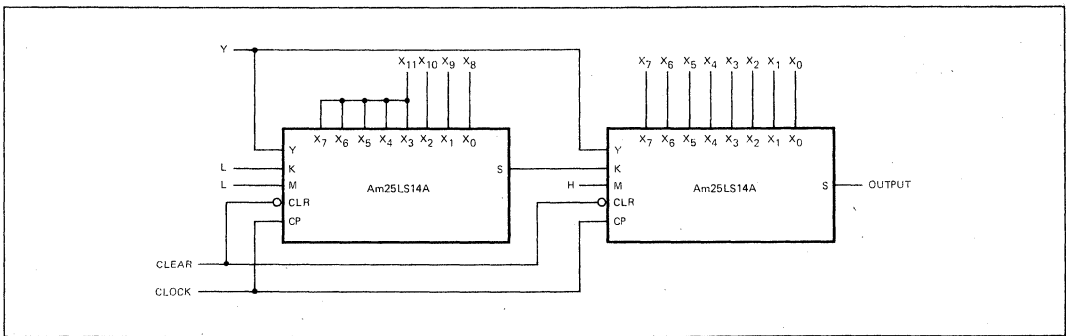 Y
X11 X10 X9 X8
X7 X6 X5 X4 X3 X2 X1 X0
X7 X6 X5 X4 X3 X2 X1 X0
X7 X6 X5 X4 X3 X2 X1 X0
Y
Y
L K S K
L M Am25LS14A H M Am25LS14A S OUTPUT
CLR CLR
CP CP
CLEAR
CLOCK